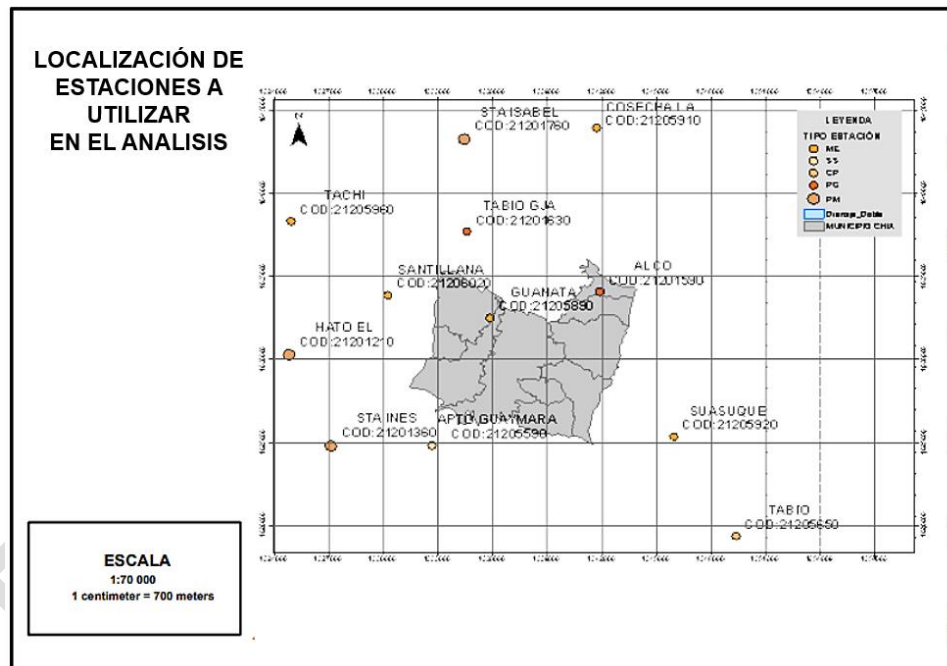 LOCALIZACIÓN DE
ESTACIONES A
UTILIZAR
EN EL ANALISIS
STA ISABEL
COD:21201760
COSECHA LA
COD:21205910
LEYENDA
TIPO ESTACIÓN
ME
SS
CP
PG
PM
Drenaje_Doble
MUNICIPIO CHIA
TACHI
COD:21205960
TABIO GJA
COD:21201630
SANTILLANA
COD:21206020
GUANATA
COD:21205890
ALCO
COD:21201590
HATO EL
COD:21201210
STA INES
COD:21201360
APTO GUAYMARA
COD:21205590
SUASUQUE
COD:21205920
TABIO
COD:21205650
ESCALA
1:70 000
1 centimeter = 700 meters